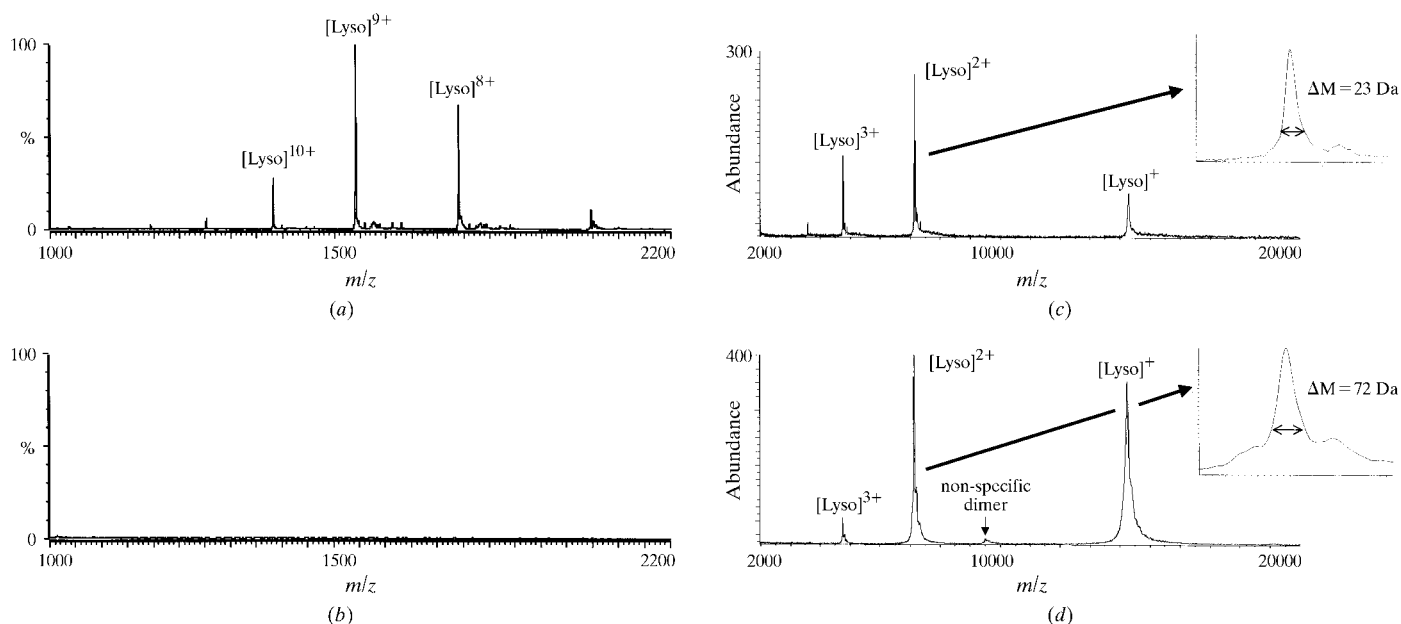 [Lyso]9+
100
[Lyso]8+
%
[Lyso]10+
0
1000
1500
2200
m/z
(a)
100
%
0
1000
1500
2200
m/z
(b)
300
[Lyso]2+
ΔM = 23 Da
[Lyso]3+
Abundance
[Lyso]+
2000
10000
20000
m/z
(c)
400
[Lyso]2+
[Lyso]+
ΔM = 72 Da
Abundance
non-specific
dimer
[Lyso]3+
2000
10000
20000
m/z
(d)